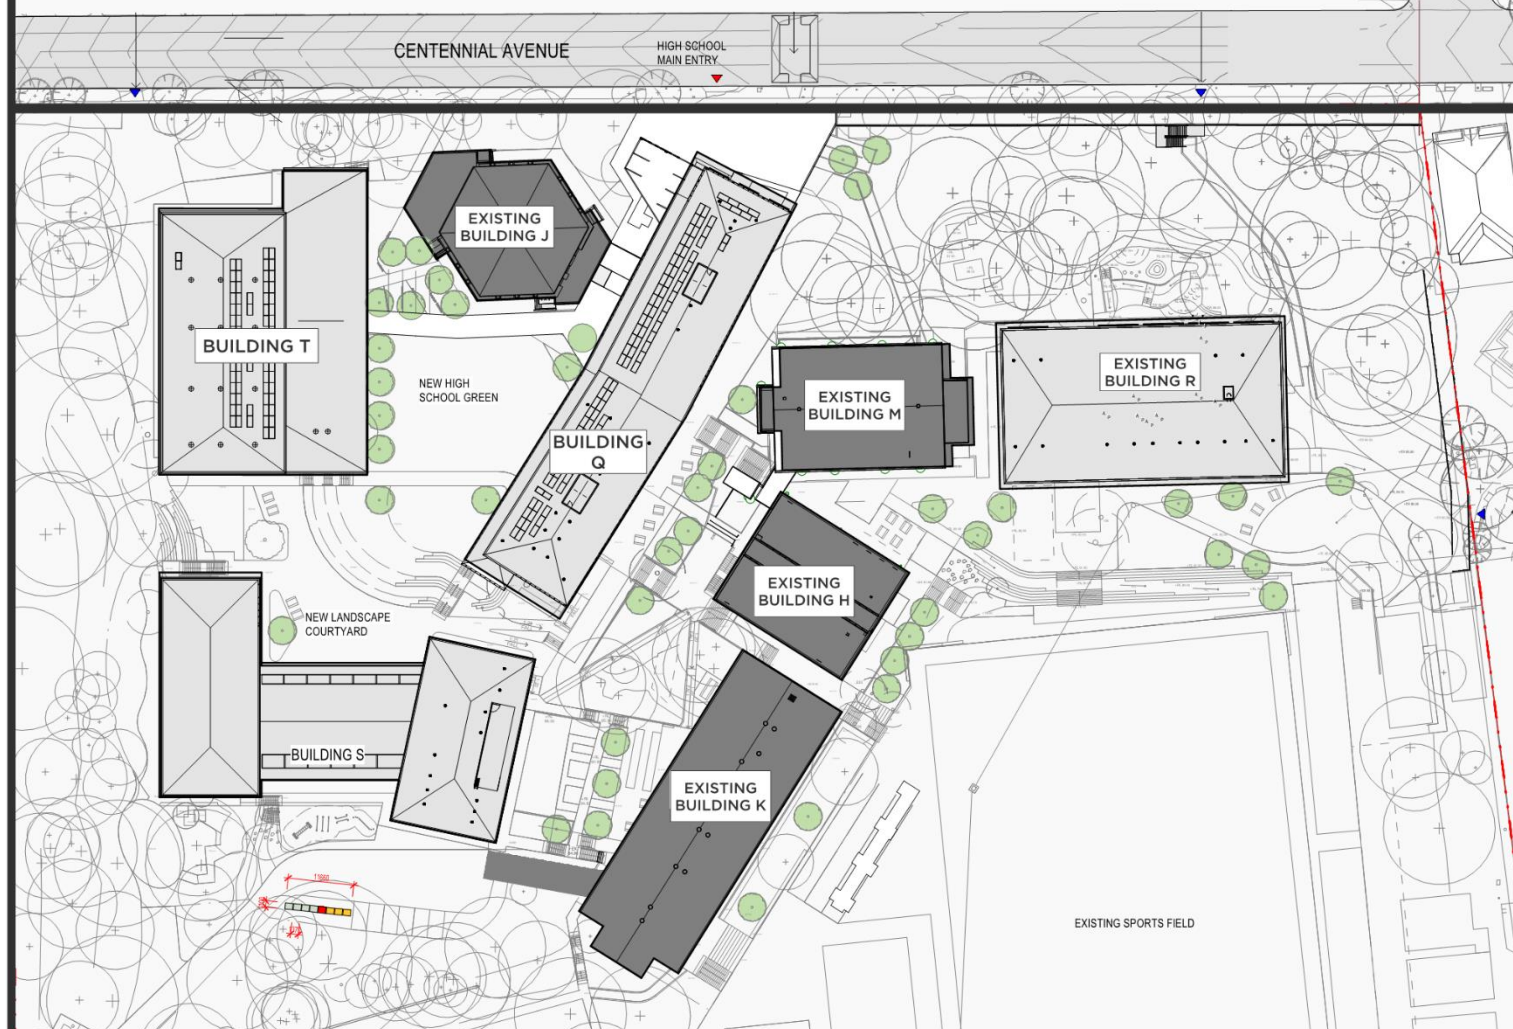 CENTENNIAL AVENUE
HIGH SCHOOL
MAIN ENTRY
EXISTING
BUILDING J
BUILDING T
NEW HIGH
SCHOOL GREEN
EXISTING
BUILDING M
EXISTING
BUILDING R
BUILDING
Q
EXISTING
BUILDING H
NEW LANDSCAPE
COURTYARD
BUILDING S
EXISTING
BUILDING K
EXISTING SPORTS FIELD